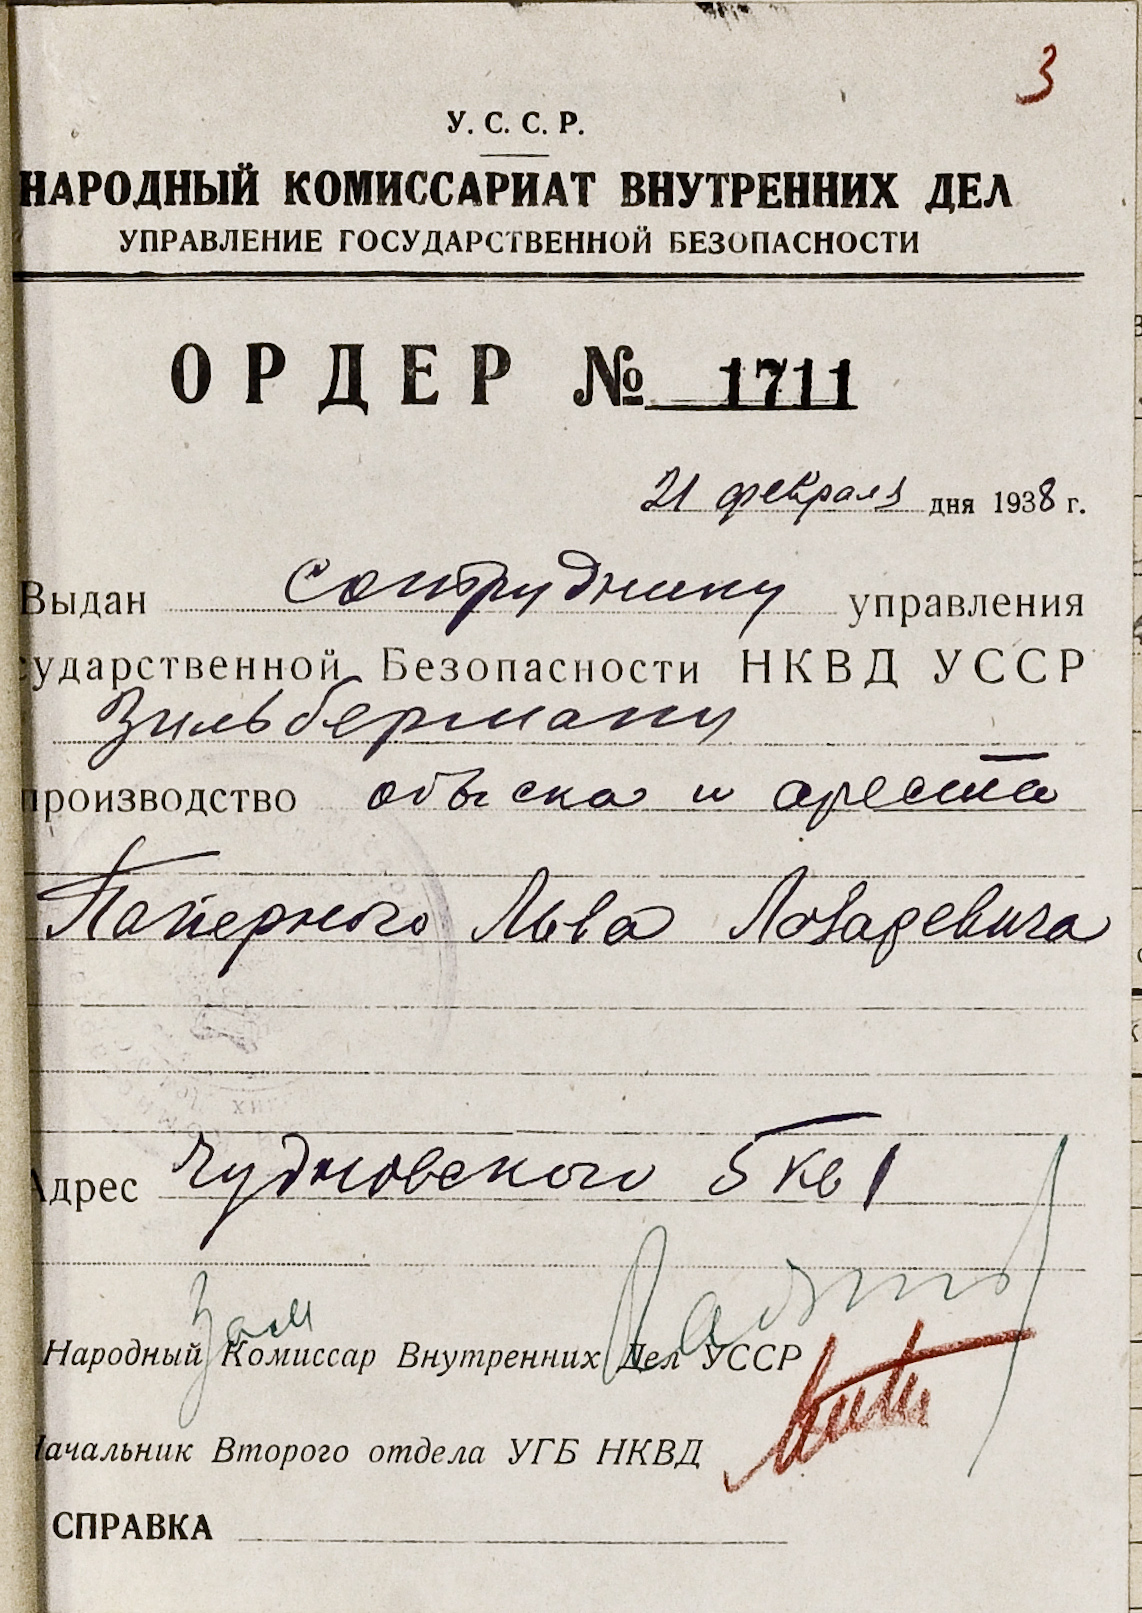 3
У. С. С. Р.
НАРОДНЫЙ КОМИССАРИАТ ВНУТРЕННИХ ДЕЛ
УПРАВЛЕНИЕ ГОСУДАРСТВЕННОЙ БЕЗОПАСНОСТИ
ОРДЕР № 1711
21 февраля дня 1938 г.
Выдан сотруднику управления
сударственной Безопасности НКВД УССР
Зильберману
производство обыска и ареста
Паперного Льва Лазаревича
Адрес Чудновского 5 кв 1
Зам
Народный Комиссар Внутренних Дел УССР
Начальник Второго отдела УГБ НКВД
СПРАВКА